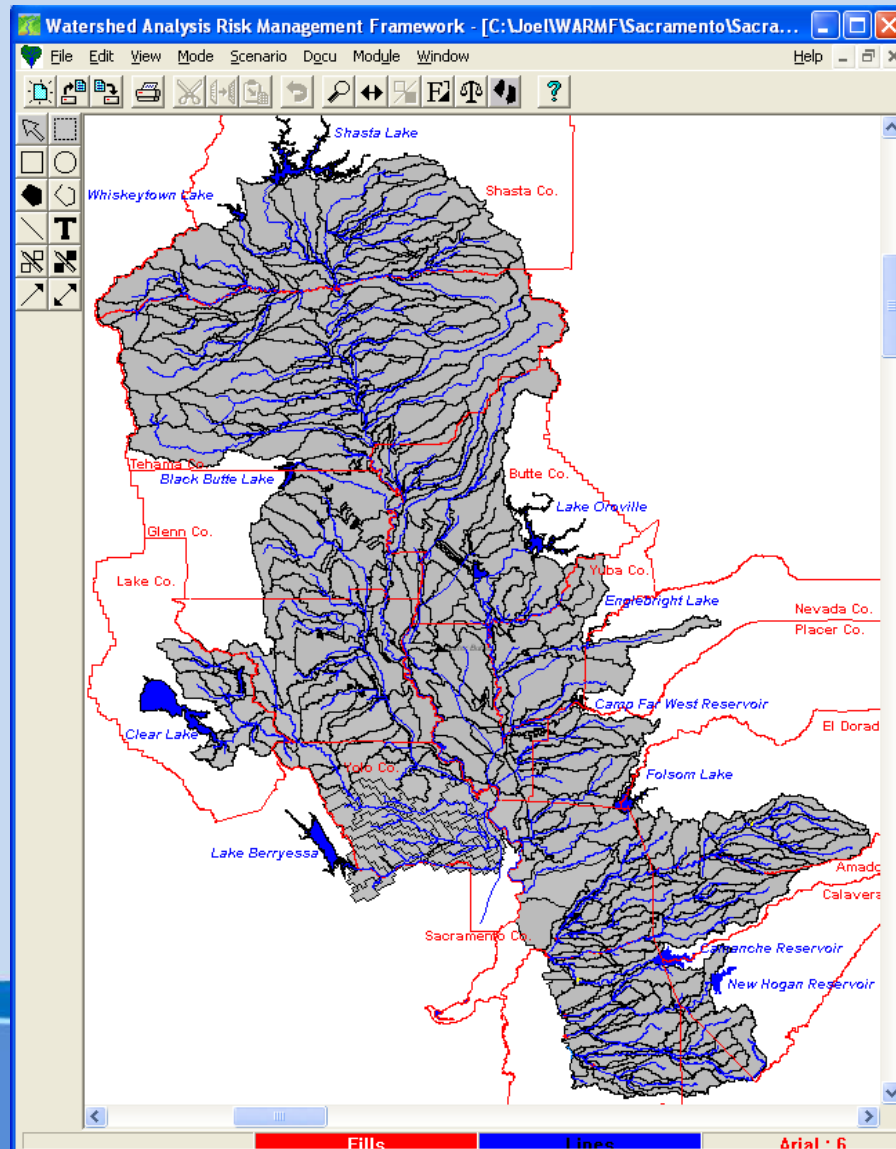 Watershed Analysis Risk Management Framework - [C:\Joel\WARMF\Sacramento\Sacra...
File Edit View Mode Scenario Docu Module Window Help
Shasta Lake
Whiskeytown Lake
Shasta Co.
Tehama Co.
Black Butte Lake
Butte Co.
Lake Oroville
Glenn Co.
Lake Co.
Yuba Co.
Englebright Lake
Nevada Co.
Placer Co.
Camp Far West Reservoir
Clear Lake
El Dorad
Yolo Co.
Folsom Lake
Lake Berryessa
Amado
Calavera
Sacramento Co.
Camanche Reservoir
New Hogan Reservoir
Fills Lines Arial : 6